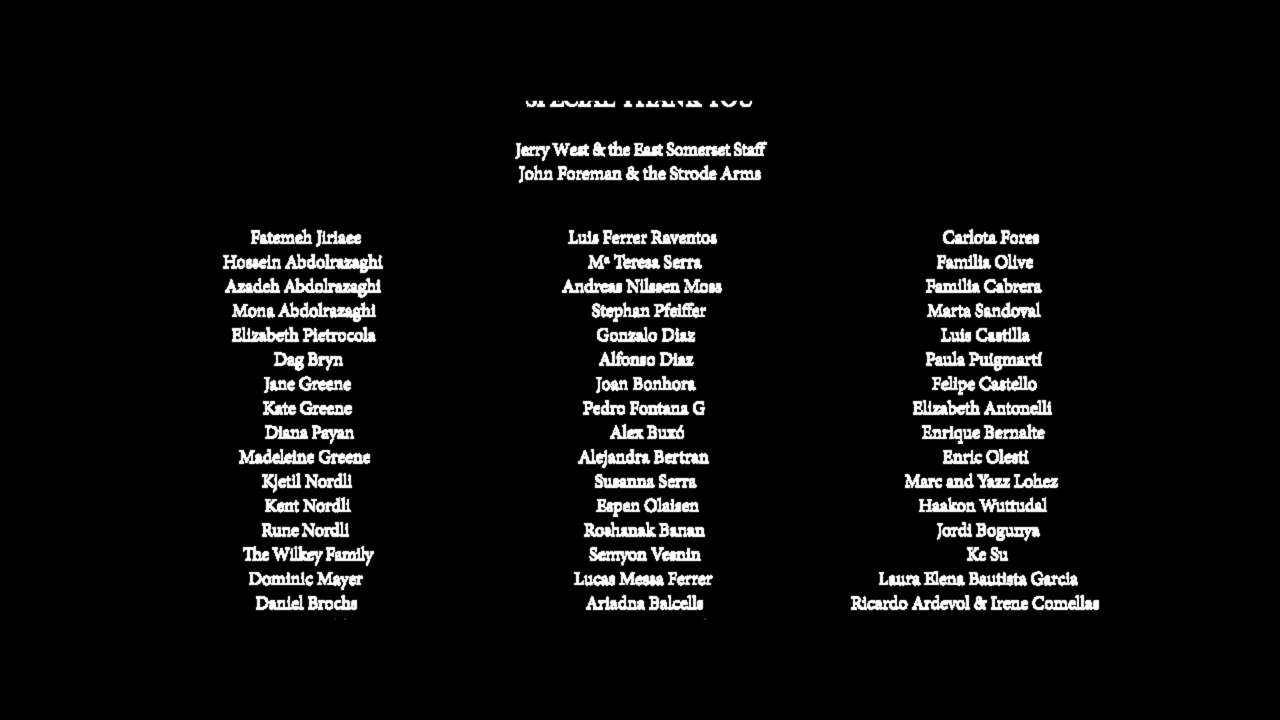 SPECIAL THANK YOU
Jerry West & the East Somerset Staff
John Foreman & the Strode Arms
Fatemeh Jiriaee
Hossein Abdolrazaghi
Azadeh Abdolrazaghi
Mona Abdolrazaghi
Elizabeth Pietrocola
Dag Bryn
Jane Greene
Kate Greene
Diana Payan
Madeleine Greene
Kjetil Nordli
Kent Nordli
Rune Nordli
The Wilkey Family
Dominic Mayer
Daniel Brochs
Luis Ferrer Raventos
Mª Teresa Serra
Andreas Nilssen Moss
Stephan Pfeiffer
Gonzalo Diaz
Alfonso Diaz
Joan Bonhora
Pedro Fontana G
Alex Buxó
Alejandra Bertran
Susanna Serra
Espen Olaisen
Roshanak Banan
Semyon Vesnin
Lucas Messa Ferrer
Ariadna Balcells
Carlota Fores
Familia Olive
Familia Cabrera
Marta Sandoval
Luis Castilla
Paula Puigmartí
Felipe Castello
Elizabeth Antonelli
Enrique Bernalte
Enric Olesti
Marc and Yazz Lohez
Haakon Wuttudal
Jordi Bogunya
Ke Su
Laura Elena Bautista Garcia
Ricardo Ardevol & Irene Comellas